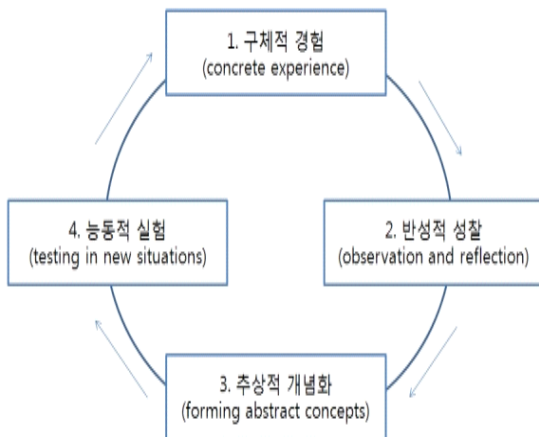 1. 구체적 경험
(concrete experience)
2. 반성적 성찰
(observation and reflection)
3. 추상적 개념화
(forming abstract concepts)
4. 능동적 실험
(testing in new situations)